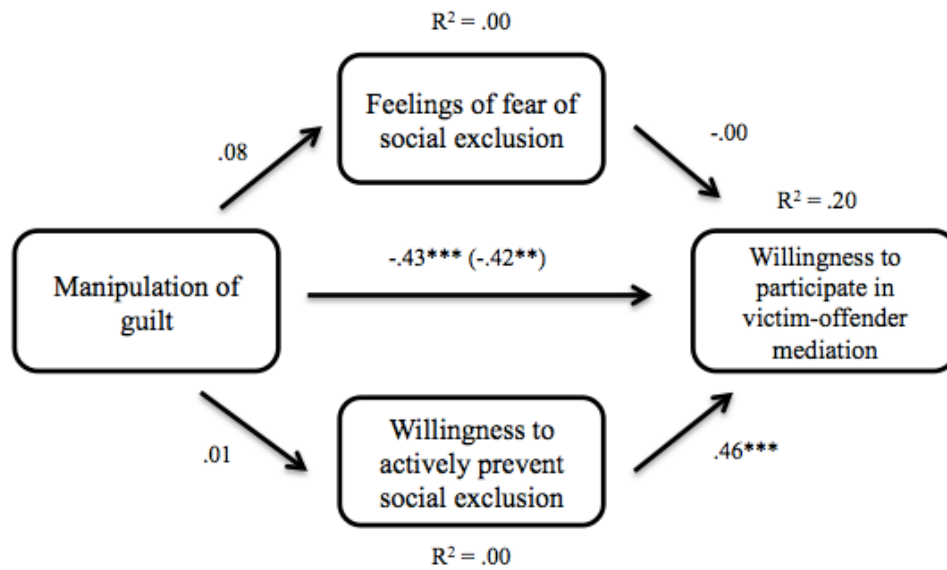 R² = .00
Feelings of fear of
social exclusion
.08
-.00
R² = .20
-.43*** (-.42**)
Manipulation of
guilt
Willingness to
participate in
victim-offender
mediation
.01
Willingness to
actively prevent
social exclusion
.46***
R² = .00